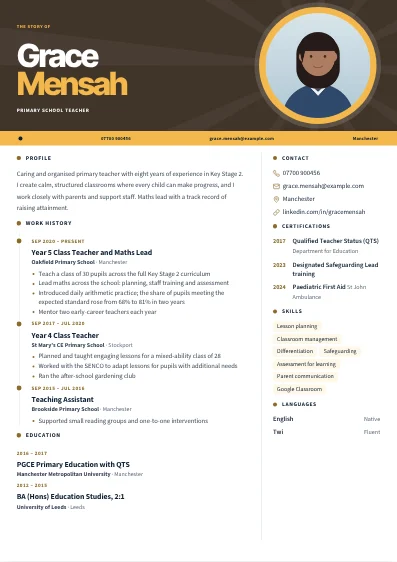 THE STORY OF
Grace
Mensah
PRIMARY SCHOOL TEACHER
07700 900456
grace.mensah@example.com
Manchester
PROFILE
Caring and organised primary teacher with eight years of experience in Key Stage 2.
I create calm, structured classrooms where every child can make progress, and I
work closely with parents and support staff. Maths lead with a track record of
raising attainment.
WORK HISTORY
SEP 2020 – PRESENT
Year 5 Class Teacher and Maths Lead
Oakfield Primary School · Manchester
• Teach a class of 30 pupils across the full Key Stage 2 curriculum
• Lead maths across the school: planning, staff training and assessment
• Introduced daily arithmetic practice; the share of pupils meeting the
expected standard rose from 68% to 81% in two years
• Mentor two early-career teachers each year
SEP 2017 – JUL 2020
Year 4 Class Teacher
St Mary's CE Primary School · Stockport
• Planned and taught engaging lessons for a mixed-ability class of 28
• Worked with the SENCO to adapt lessons for pupils with additional needs
• Ran the after-school gardening club
SEP 2015 – JUL 2016
Teaching Assistant
Brookside Primary School · Manchester
• Supported small reading groups and one-to-one interventions
EDUCATION
2016 – 2017
PGCE Primary Education with QTS
Manchester Metropolitan University · Manchester
2012 – 2015
BA (Hons) Education Studies, 2:1
University of Leeds · Leeds
CONTACT
07700 900456
grace.mensah@example.com
Manchester
linkedin.com/in/gracemensah
CERTIFICATIONS
2017 Qualified Teacher Status (QTS)
Department for Education
2023 Designated Safeguarding Lead
training
2024 Paediatric First Aid St John
Ambulance
SKILLS
Lesson planning
Classroom management
Differentiation Safeguarding
Assessment for learning
Parent communication
Google Classroom
LANGUAGES
English Native
Twi Fluent